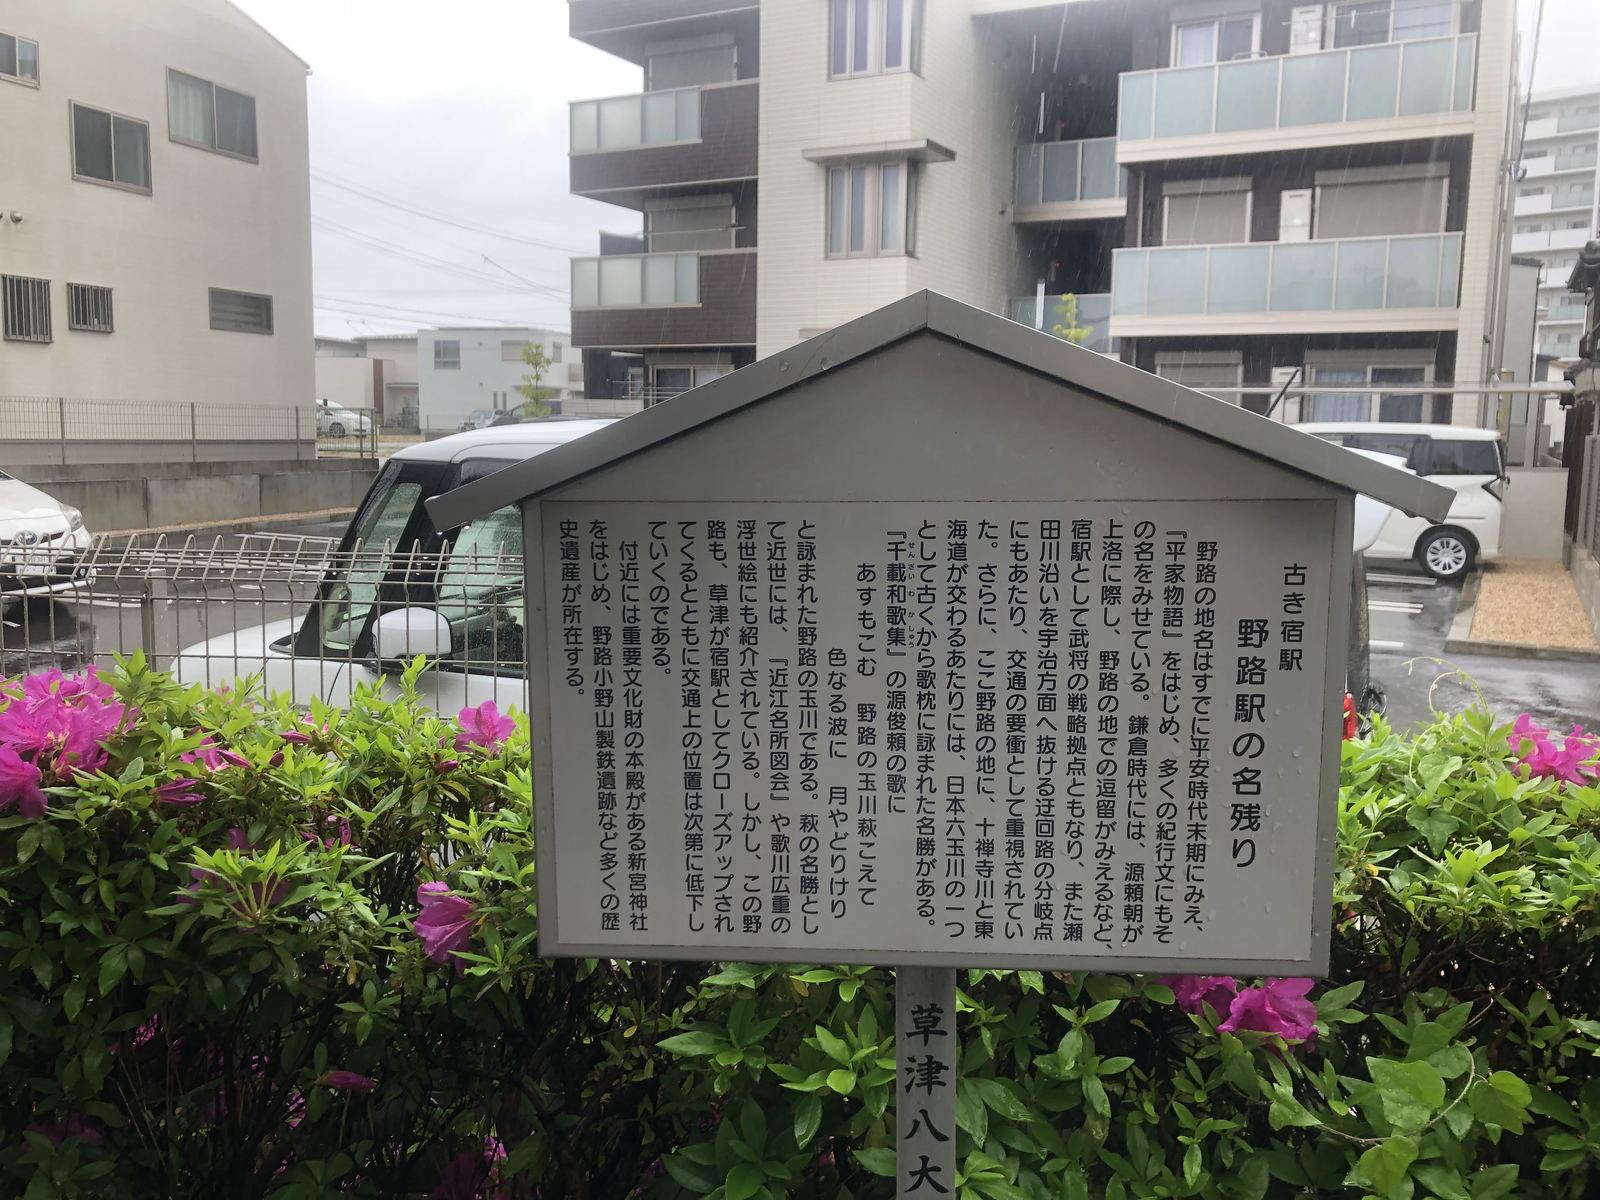 古き宿駅
野路駅の名残り
野路の地名はすでに平安時代末期にみえ、
『平家物語』をはじめ、多くの紀行文にもそ
の名をみせている。鎌倉時代には、源頼朝が
上洛に際し、野路の地での逗留がみえるなど、
宿駅として武将の戦略拠点ともなり、また瀬
田川沿いを宇治方面へ抜ける迂回路の分岐点
にもあたり、交通の要衝として重視されてい
た。さらに、ここ野路の地に、十禅寺川と東
海道が交わるあたりには、日本六玉川の一つ
として古くから歌枕に詠まれた名勝がある。
『千載和歌集』の源俊頼の歌に
せんざいわかしゅう
あすもこむ 野路の玉川萩こえて
色なる波に 月やどりけり
と詠まれた野路の玉川である。萩の名勝とし
て近世には、『近江名所図会』や歌川広重の
浮世絵にも紹介されている。しかし、この野
路も、草津が宿駅としてクローズアップされ
てくるとともに交通上の位置は次第に低下し
ていくのである。
付近には重要文化財の本殿がある新宮神社
をはじめ、野路小野山製鉄遺跡など多くの歴
史遺産が所在する。
草津八大